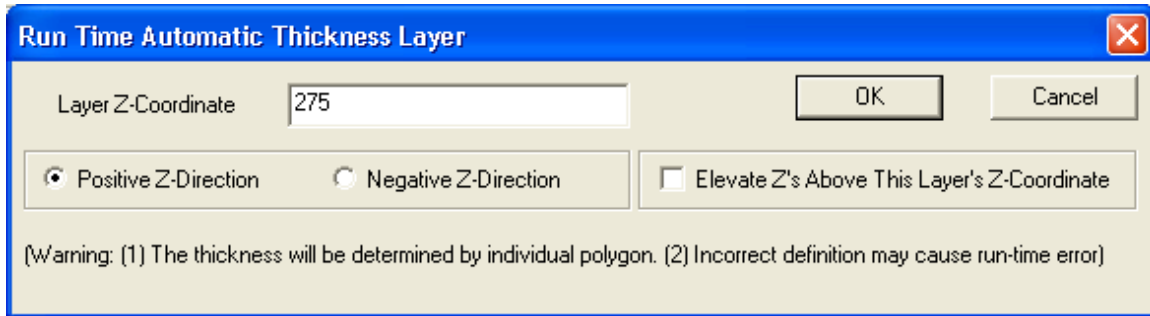 Run Time Automatic Thickness Layer
Layer Z-Coordinate 275 OK Cancel
Positive Z-Direction Negative Z-Direction Elevate Z's Above This Layer's Z-Coordinate
(Warning: (1) The thickness will be determined by individual polygon. (2) Incorrect definition may cause run-time error)